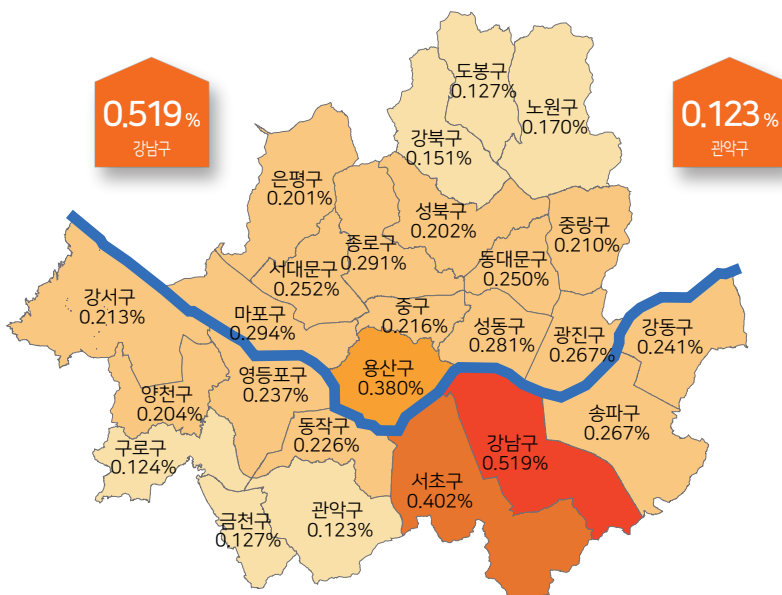 0.519%
강남구
0.123%
관악구
도봉구
0.127%
노원구
0.170%
강북구
0.151%
은평구
0.201%
성북구
0.202%
중랑구
0.210%
종로구
0.291%
동대문구
0.250%
서대문구
0.252%
강서구
0.213%
마포구
0.294%
중구
0.216%
성동구
0.281%
광진구
0.267%
강동구
0.241%
용산구
0.380%
영등포구
0.237%
양천구
0.204%
송파구
0.267%
동작구
0.226%
강남구
0.519%
구로구
0.124%
서초구
0.402%
관악구
0.123%
금천구
0.127%